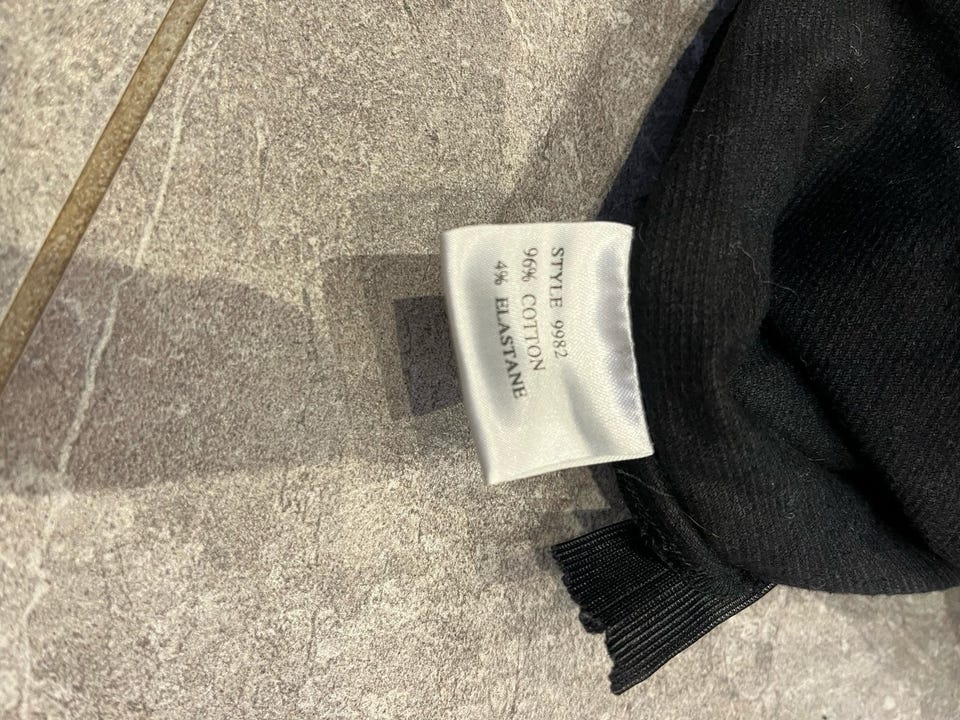 STYLE 9982
96% COTTON
4% ELASTANE